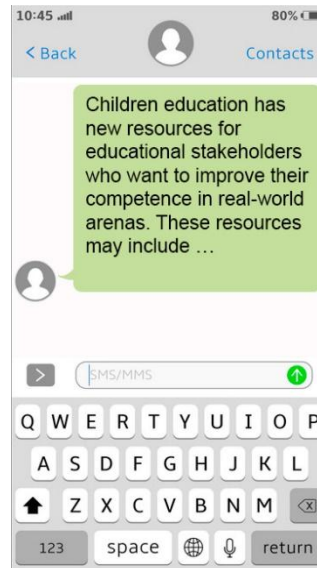 10:45
80%
< Back
Contacts
Children education has
new resources for
educational stakeholders
who want to improve their
competence in real-world
arenas. These resources
may include …
>
SMS/MMS
Q W E R T Y U I O P
A S D F G H J K L
Z X C V B N M
123 space return